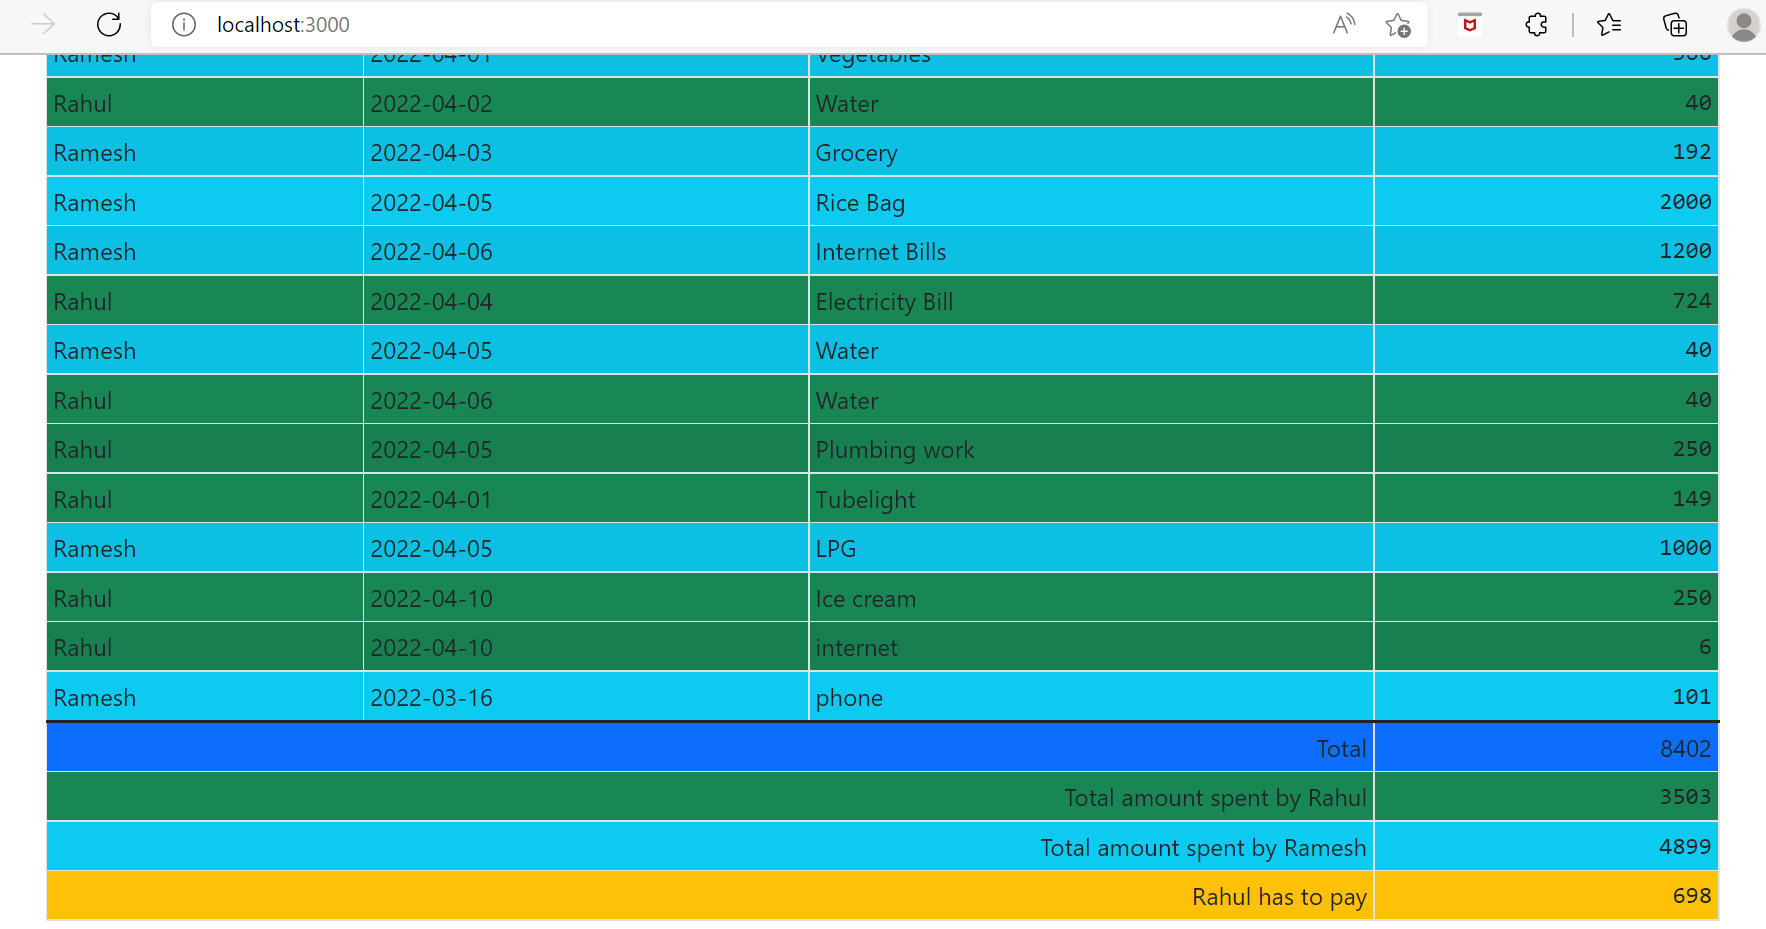 localhost:3000
Ramesh 2022-04-01 Vegetables
Rahul 2022-04-02 Water 40
Ramesh 2022-04-03 Grocery 192
Ramesh 2022-04-05 Rice Bag 2000
Ramesh 2022-04-06 Internet Bills 1200
Rahul 2022-04-04 Electricity Bill 724
Ramesh 2022-04-05 Water 40
Rahul 2022-04-06 Water 40
Rahul 2022-04-05 Plumbing work 250
Rahul 2022-04-01 Tubelight 149
Ramesh 2022-04-05 LPG 1000
Rahul 2022-04-10 Ice cream 250
Rahul 2022-04-10 internet 6
Ramesh 2022-03-16 phone 101
Total 8402
Total amount spent by Rahul 3503
Total amount spent by Ramesh 4899
Rahul has to pay 698